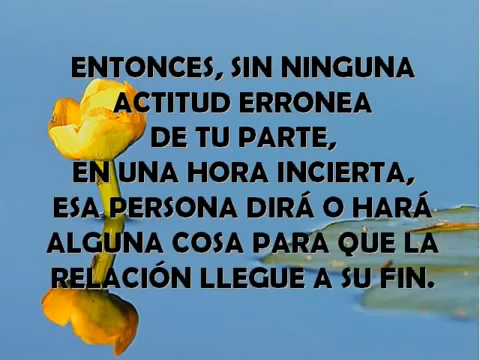 ENTONCES, SIN NINGUNA
ACTITUD ERRONEA
DE TU PARTE,
EN UNA HORA INCIERTA,
ESA PERSONA DIRÁ O HARÁ
ALGUNA COSA PARA QUE LA
RELACIÓN LLEGUE A SU FIN.